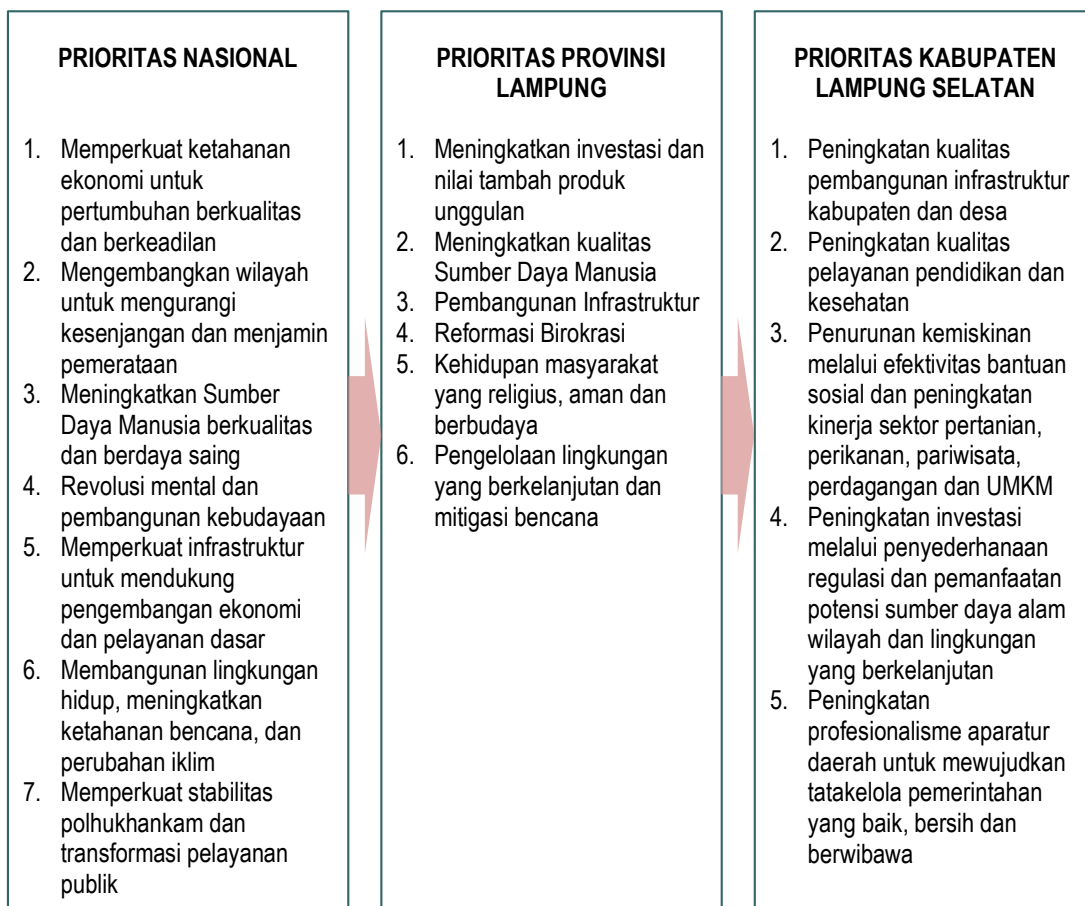 PRIORITAS NASIONAL
1. Memperkuat ketahanan
ekonomi untuk
pertumbuhan berkualitas
dan berkeadilan
2. Mengembangkan wilayah
untuk mengurangi
kesenjangan dan menjamin
pemerataan
3. Meningkatkan Sumber
Daya Manusia berkualitas
dan berdaya saing
4. Revolusi mental dan
pembangunan kebudayaan
5. Memperkuat infrastruktur
untuk mendukung
pengembangan ekonomi
dan pelayanan dasar
6. Membangunan lingkungan
hidup, meningkatkan
ketahanan bencana, dan
perubahan iklim
7. Memperkuat stabilitas
polhukhankam dan
transformasi pelayanan
publik
PRIORITAS PROVINSI
LAMPUNG
1. Meningkatkan investasi dan
nilai tambah produk
unggulan
2. Meningkatkan kualitas
Sumber Daya Manusia
3. Pembangunan Infrastruktur
4. Reformasi Birokrasi
5. Kehidupan masyarakat
yang religius, aman dan
berbudaya
6. Pengelolaan lingkungan
yang berkelanjutan dan
mitigasi bencana
PRIORITAS KABUPATEN
LAMPUNG SELATAN
1. Peningkatan kualitas
pembangunan infrastruktur
kabupaten dan desa
2. Peningkatan kualitas
pelayanan pendidikan dan
kesehatan
3. Penurunan kemiskinan
melalui efektivitas bantuan
sosial dan peningkatan
kinerja sektor pertanian,
perikanan, pariwisata,
perdagangan dan UMKM
4. Peningkatan investasi
melalui penyederhanaan
regulasi dan pemanfaatan
potensi sumber daya alam
wilayah dan lingkungan
yang berkelanjutan
5. Peningkatan
profesionalisme aparatur
daerah untuk mewujudkan
tatakelola pemerintahan
yang baik, bersih dan
berwibawa